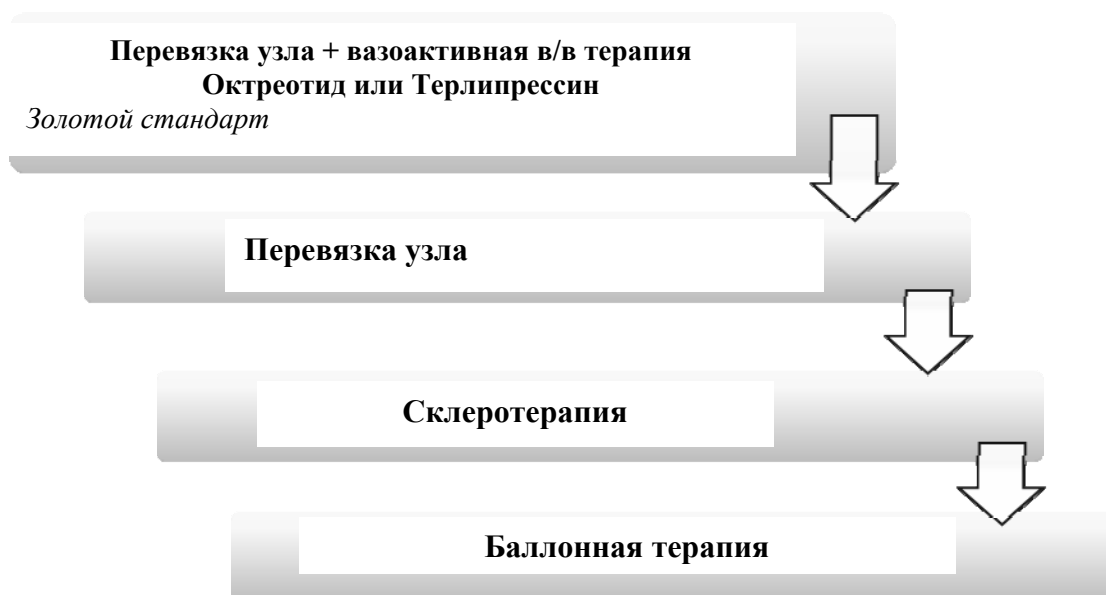 Перевязка узла + вазоактивная в/в терапия
Октреотид или Терлипрессин
Золотой стандарт
Перевязка узла
Склеротерапия
Баллонная терапия